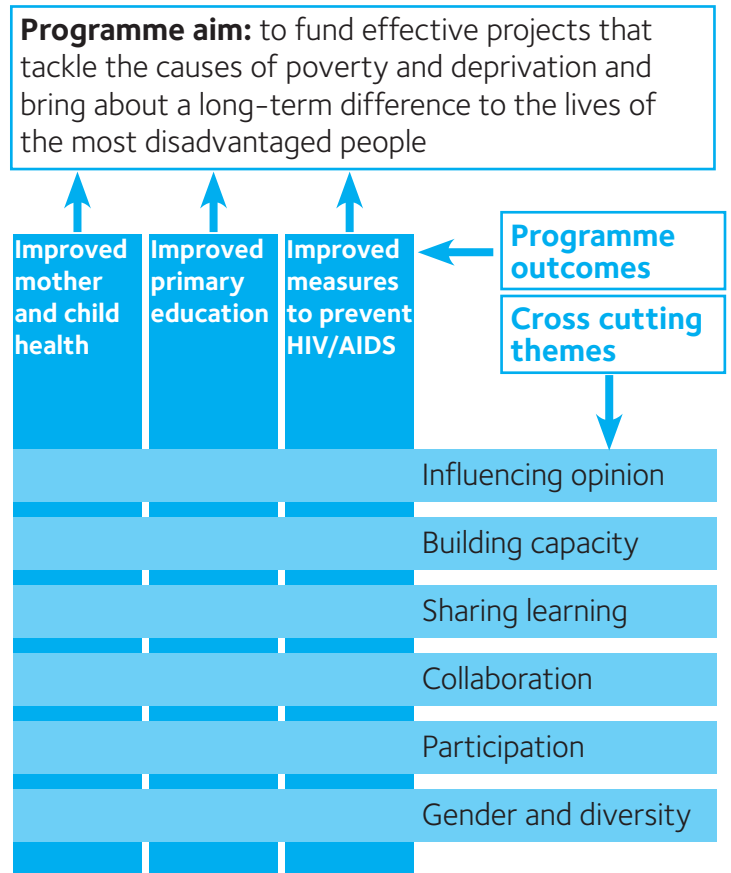 Programme aim: to fund effective projects that
tackle the causes of poverty and deprivation and
bring about a long-term difference to the lives of
the most disadvantaged people
Improved
mother
and child
health
Improved
primary
education
Improved
measures
to prevent
HIV/AIDS
Programme
outcomes
Cross cutting
themes
Influencing opinion
Building capacity
Sharing learning
Collaboration
Participation
Gender and diversity